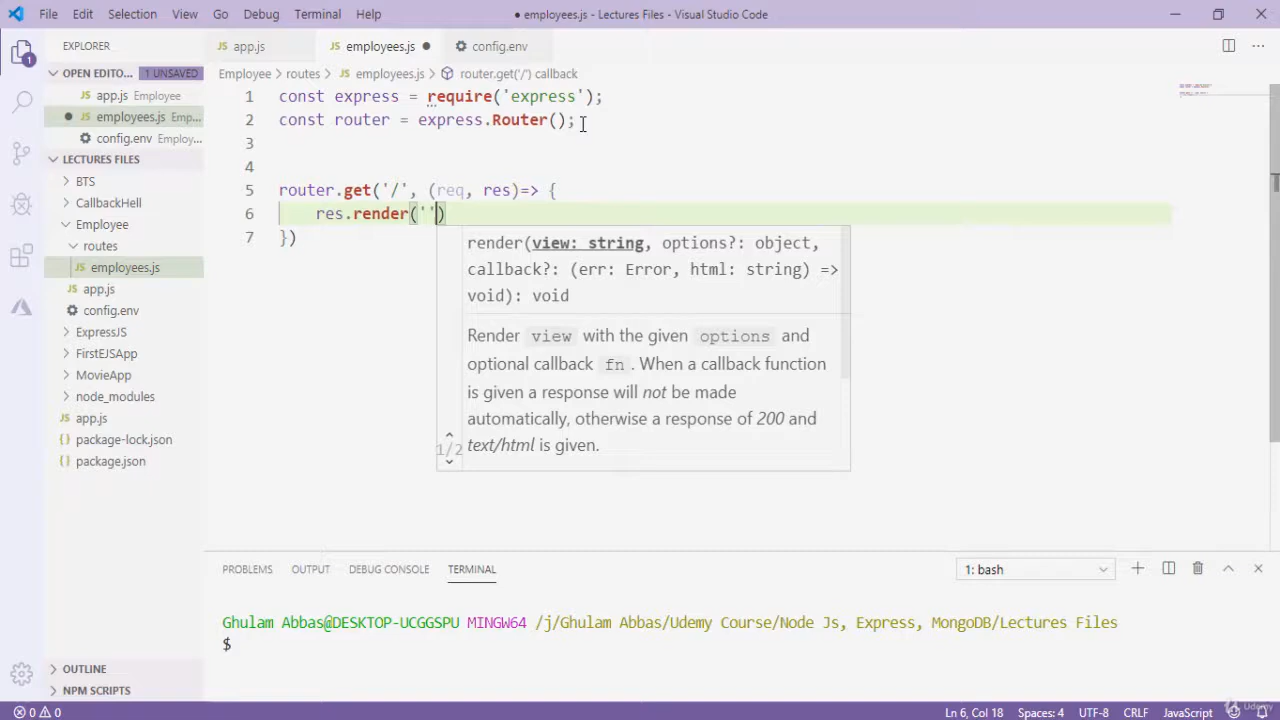 File Edit Selection View Go Debug Terminal Help
● employees.js - Lectures Files - Visual Studio Code
EXPLORER
OPEN EDITO... 1 UNSAVED
app.js Employee
employees.js Emp...
config.env Employ...
LECTURES FILES
BTS
CallbackHell
Employee
routes
employees.js
app.js
config.env
ExpressJS
FirstEJSApp
MovieApp
node_modules
app.js
package-lock.json
package.json
OUTLINE
NPM SCRIPTS
app.js employees.js config.env
Employee routes employees.js router.get('/') callback
1 const express = require('express');
2 const router = express.Router();
3
4
5 router.get('/', (req, res)=> {
6 res.render('')
7 })
render(view: string, options?: object,
callback?: (err: Error, html: string) =>
void): void
Render view with the given options and
optional callback fn. When a callback function
is given a response will not be made
automatically, otherwise a response of 200 and
text/html is given.
1/2
PROBLEMS OUTPUT DEBUG CONSOLE TERMINAL
1: bash
Ghulam Abbas@DESKTOP-UCGGSPU MINGW64 /j/Ghulam Abbas/Udemy Course/Node Js, Express, MongoDB/Lectures Files
$
0 0
Ln 6, Col 18 Spaces: 4 UTF-8 CRLF JavaScript
Udemy
1